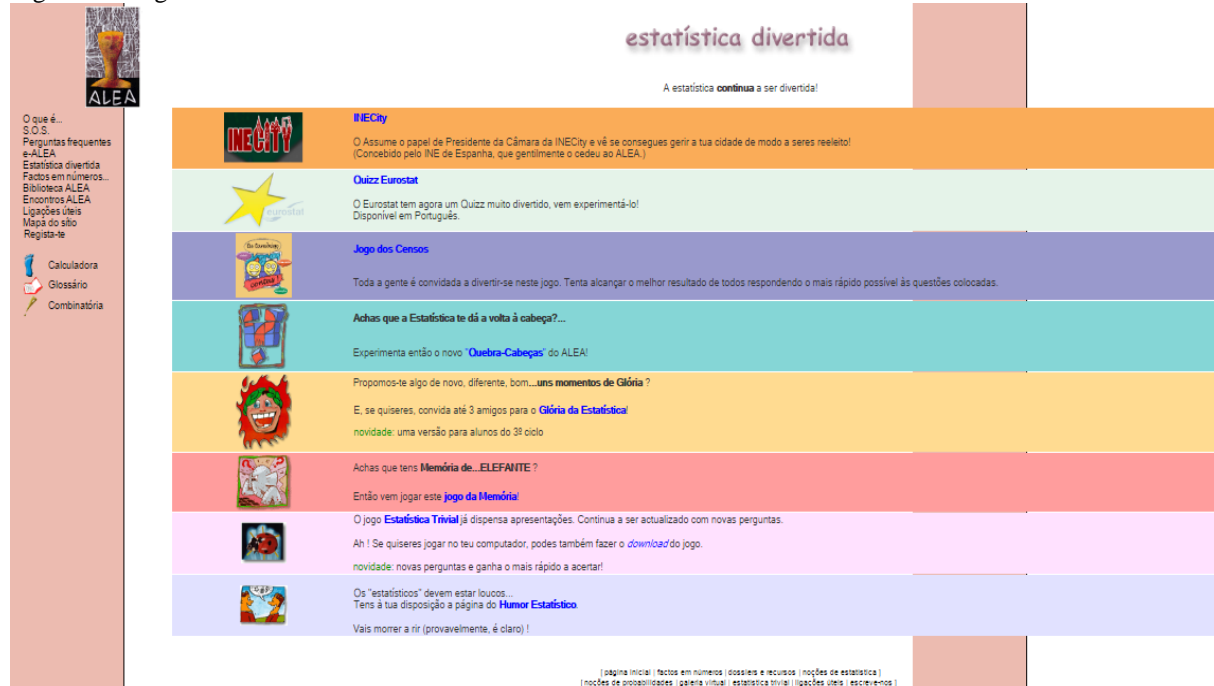 ALEA
estatística divertida
A estatística continua a ser divertida!
O que é...
S.O.S.
Perguntas frequentes
e-ALEA
Estatística divertida
Factos em números...
Biblioteca ALEA
Encontros ALEA
Ligações úteis
Mapa do sítio
Regista-te
Calculadora
Glossário
Combinatória
INECITY
INECity
O Assume o papel de Presidente da Câmara da INECity e vê se consegues gerir a tua cidade de modo a seres reeleito!
(Concebido pelo INE de Espanha, que gentilmente o cedeu ao ALEA.)
eurostat
Quizz Eurostat
O Eurostat tem agora um Quizz muito divertido, vem experimentá-lo!
Disponível em Português.
Jogo dos Censos
Toda a gente é convidada a divertir-se neste jogo. Tenta alcançar o melhor resultado de todos respondendo o mais rápido possível às questões colocadas.
Achas que a Estatística te dá a volta à cabeça?...
Experimenta então o novo "Quebra-Cabeças" do ALEA!
Propomos-te algo de novo, diferente, bom...uns momentos de Glória ?
E, se quiseres, convida até 3 amigos para o Glória da Estatística!
novidade: uma versão para alunos do 3º ciclo
Achas que tens Memória de...ELEFANTE ?
Então vem jogar este jogo da Memória!
O jogo Estatística Trivial já dispensa apresentações. Continua a ser actualizado com novas perguntas.
Ah ! Se quiseres jogar no teu computador, podes também fazer o download do jogo.
novidade: novas perguntas e ganha o mais rápido a acertar!
Os "estatísticos" devem estar loucos...
Tens à tua disposição a página do Humor Estatístico.
Vais morrer a rir (provavelmente, é claro) !
[ página inicial | factos em números | dossiers e recursos | noções de estatística ]
[ noções de probabilidades | galeria virtual | estatística trivial | ligações úteis | escreve-nos ]